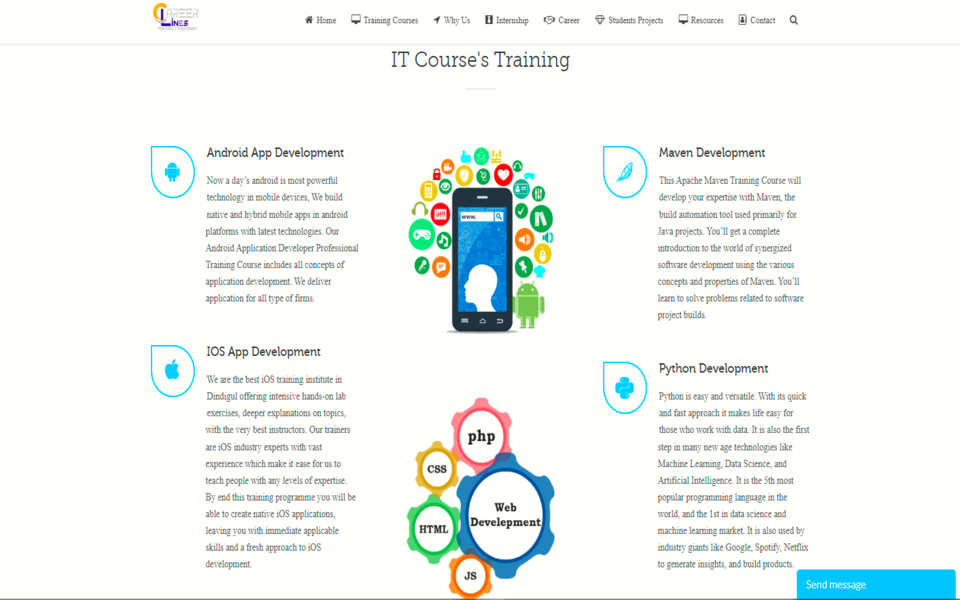 CAREER
LINES
Home
Training Courses
Why Us
Internship
Career
Students Projects
Resources
Contact
IT Course's Training
Android App Development
Now a day's android is most powerful
technology in mobile devices, We build
native and hybrid mobile apps in android
platforms with latest technologies. Our
Android Application Developer Professional
Training Course includes all concepts of
application development. We deliver
application for all type of firms.
IOS App Development
We are the best iOS training institute in
Dindigul offering intensive hands-on lab
exercises, deeper explanations on topics,
with the very best instructors. Our trainers
are iOS industry experts with vast
experience which make it ease for us to
teach people with any levels of expertise.
By end this training programme you will be
able to create native iOS applications,
leaving you with immediate applicable
skills and a fresh approach to iOS
development.
www.
php
CSS
Web
Develepment
HTML
JS
Maven Development
This Apache Maven Training Course will
develop your expertise with Maven, the
build automation tool used primarily for
Java projects. You'll get a complete
introduction to the world of synergized
software development using the various
concepts and properties of Maven. You'll
learn to solve problems related to software
project builds.
Python Development
Python is easy and versatile. With its quick
and fast approach it makes life easy for
those who work with data. It is also the first
step in many new age technologies like
Machine Learning, Data Science, and
Artificial Intelligence. It is the 5th most
popular programming language in the
world, and the 1st in data science and
machine learning market. It is also used by
industry giants like Google, Spotify, Netflix
to generate insights, and build products.
Send message